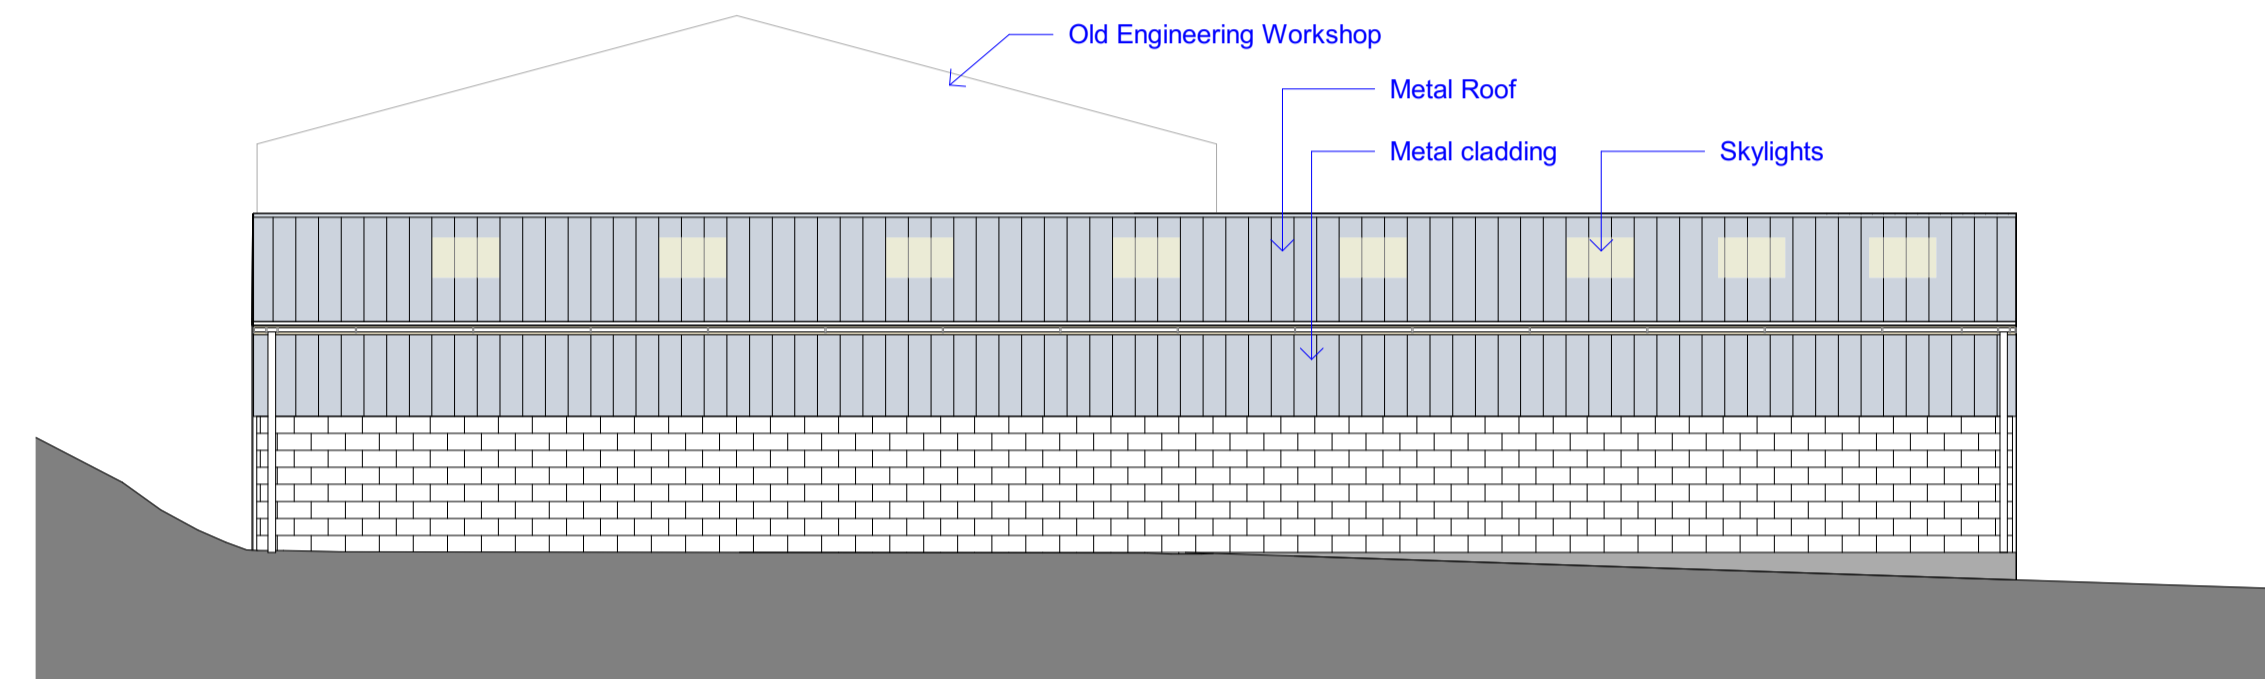 Old Engineering Workshop
Metal Roof
Metal cladding
Skylights